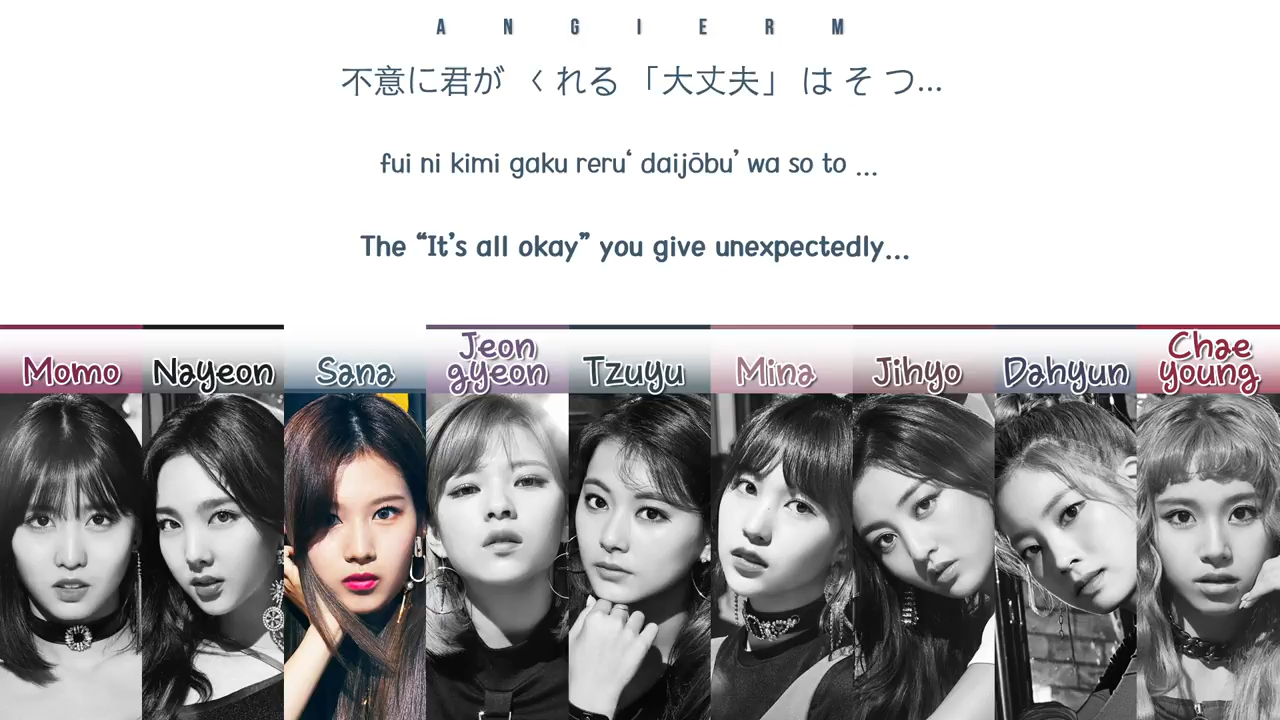 A N G I E R M
不意に君が くれる 「大丈夫」 は そ つ...
fui ni kimi gaku reru‘ daijōbu’ wa so to ...
The “It's all okay” you give unexpectedly...
Momo Nayeon Sana Jeon gyeon Tzuyu Mina Jihyo Dahyun Chae young